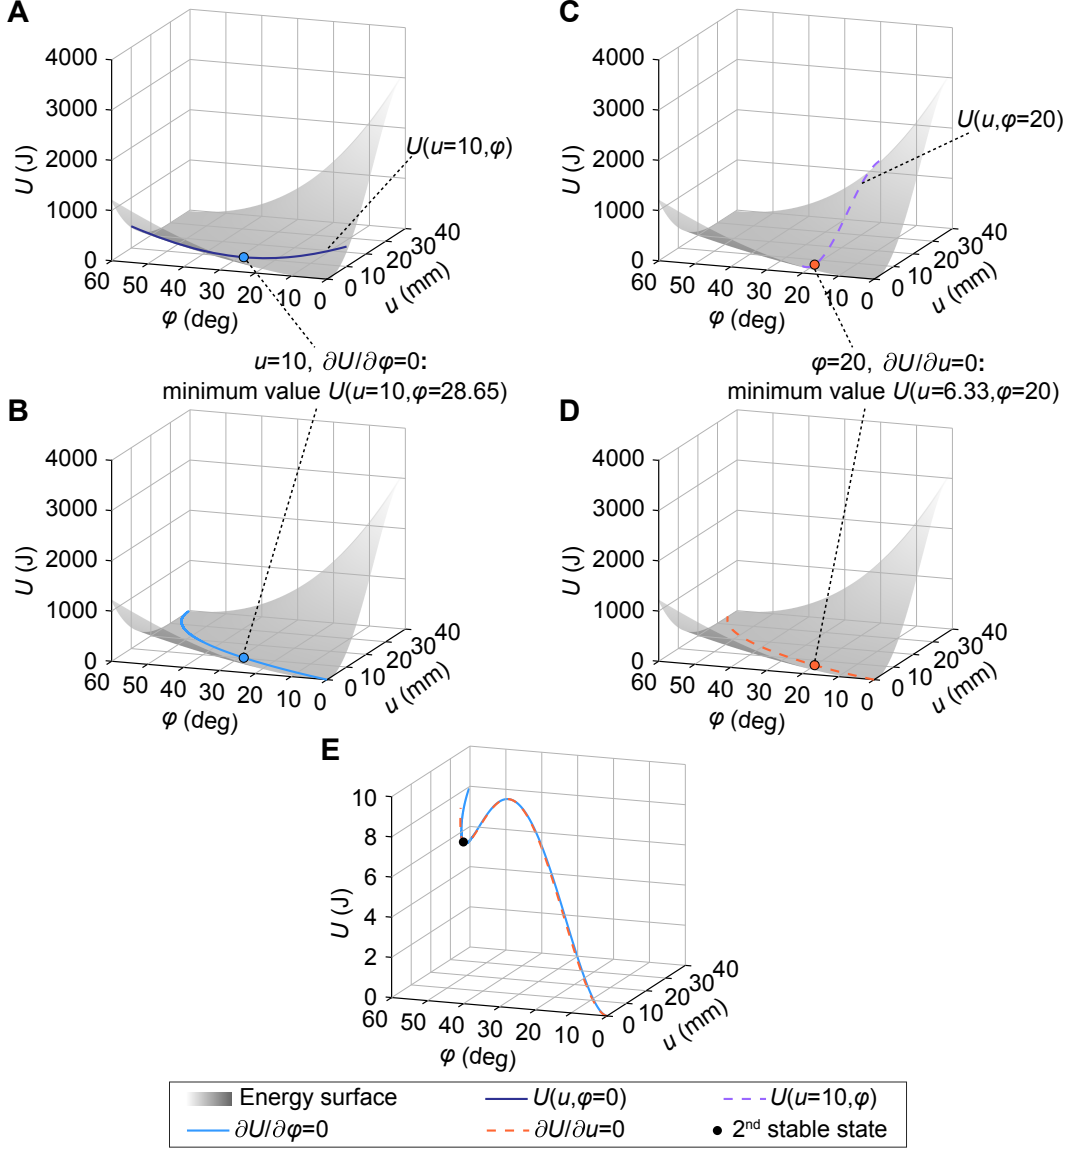 A
4000
3000
2000
1000
0
U (J)
60
50
40
30
20
10
0
φ (deg)
0
10
20
30
40
u (mm)
U(u=10,φ)
C
4000
3000
2000
1000
0
U (J)
60
50
40
30
20
10
0
φ (deg)
0
10
20
30
40
u (mm)
U(u,φ=20)
u=10, ∂U/∂φ=0:
minimum value U(u=10,φ=28.65)
φ=20, ∂U/∂u=0:
minimum value U(u=6.33,φ=20)
B
4000
3000
2000
1000
0
U (J)
60
50
40
30
20
10
0
φ (deg)
0
10
20
30
40
u (mm)
D
4000
3000
2000
1000
0
U (J)
60
50
40
30
20
10
0
φ (deg)
0
10
20
30
40
u (mm)
E
10
8
6
4
2
0
U (J)
60
50
40
30
20
10
0
φ (deg)
0
10
20
30
40
u (mm)
Energy surface
U(u,φ=0)
U(u=10,φ)
∂U/∂φ=0
∂U/∂u=0
2nd stable state